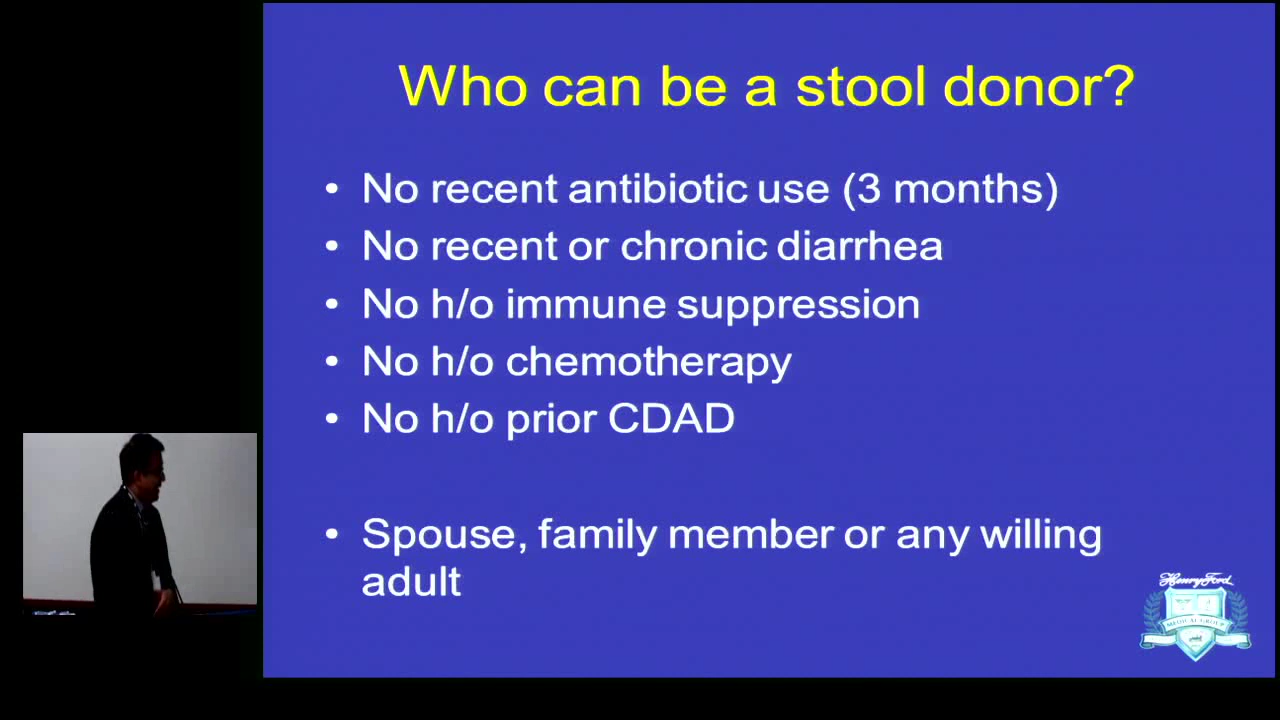 Who can be a stool donor?
• No recent antibiotic use (3 months)
• No recent or chronic diarrhea
• No h/o immune suppression
• No h/o chemotherapy
• No h/o prior CDAD
• Spouse, family member or any willing
adult
Henry Ford
MEDICAL GROUP